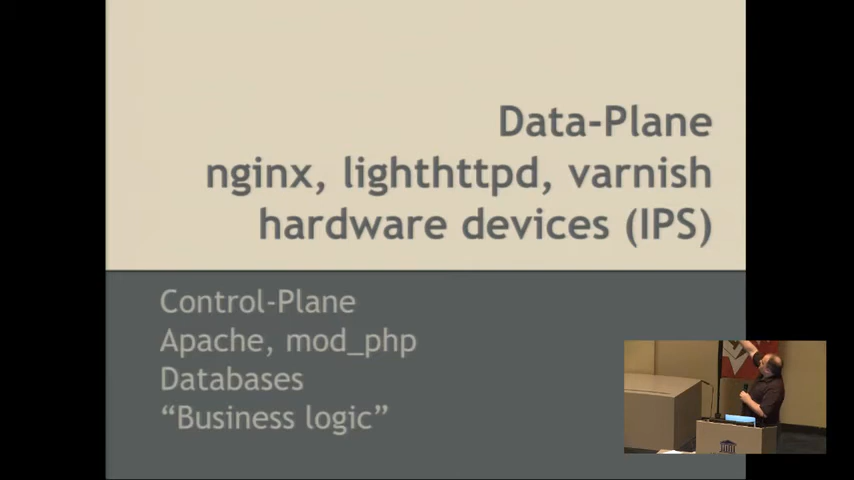 Data-Plane
nginx, lighthttpd, varnish
hardware devices (IPS)
Control-Plane
Apache, mod_php
Databases
“Business logic”